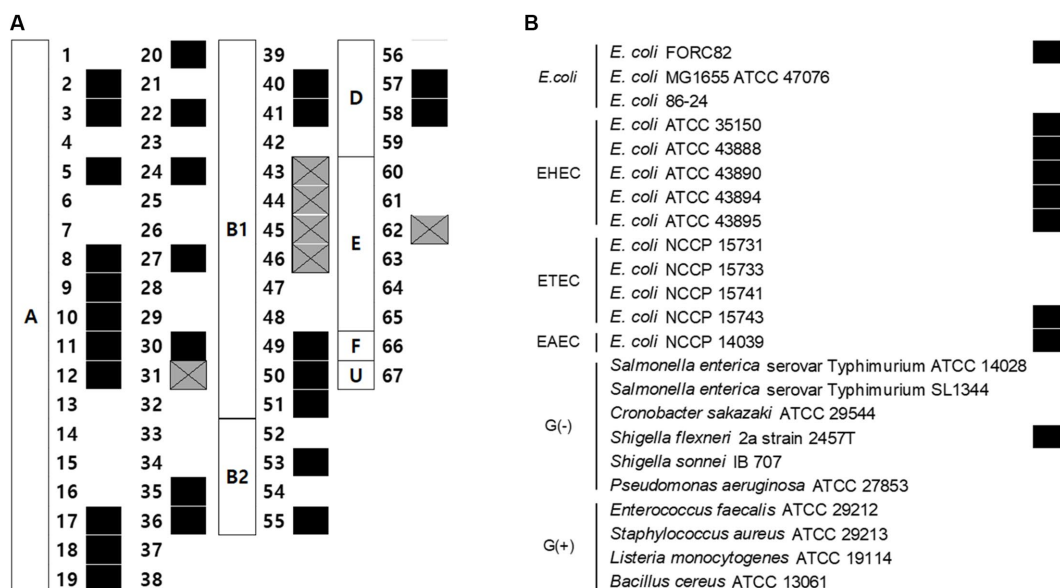 A
B
A
1
2
3
4
5
6
7
8
9
10
11
12
13
14
15
16
17
18
19
20
21
22
23
24
25
26
27
28
29
30
31
32
33
34
35
36
37
38
B1
B2
39
40
41
42
43
44
45
46
47
48
49
50
51
52
53
54
55
D
E
F
U
56
57
58
59
60
61
62
63
64
65
66
67
E.coli
E. coli FORC82
E. coli MG1655 ATCC 47076
E. coli 86-24
EHEC
E. coli ATCC 35150
E. coli ATCC 43888
E. coli ATCC 43890
E. coli ATCC 43894
E. coli ATCC 43895
ETEC
E. coli NCCP 15731
E. coli NCCP 15733
E. coli NCCP 15741
E. coli NCCP 15743
EAEC
E. coli NCCP 14039
G(-)
Salmonella enterica serovar Typhimurium ATCC 14028
Salmonella enterica serovar Typhimurium SL1344
Cronobacter sakazaki ATCC 29544
Shigella flexneri 2a strain 2457T
Shigella sonnei IB 707
Pseudomonas aeruginosa ATCC 27853
G(+)
Enterococcus faecalis ATCC 29212
Staphylococcus aureus ATCC 29213
Listeria monocytogenes ATCC 19114
Bacillus cereus ATCC 13061